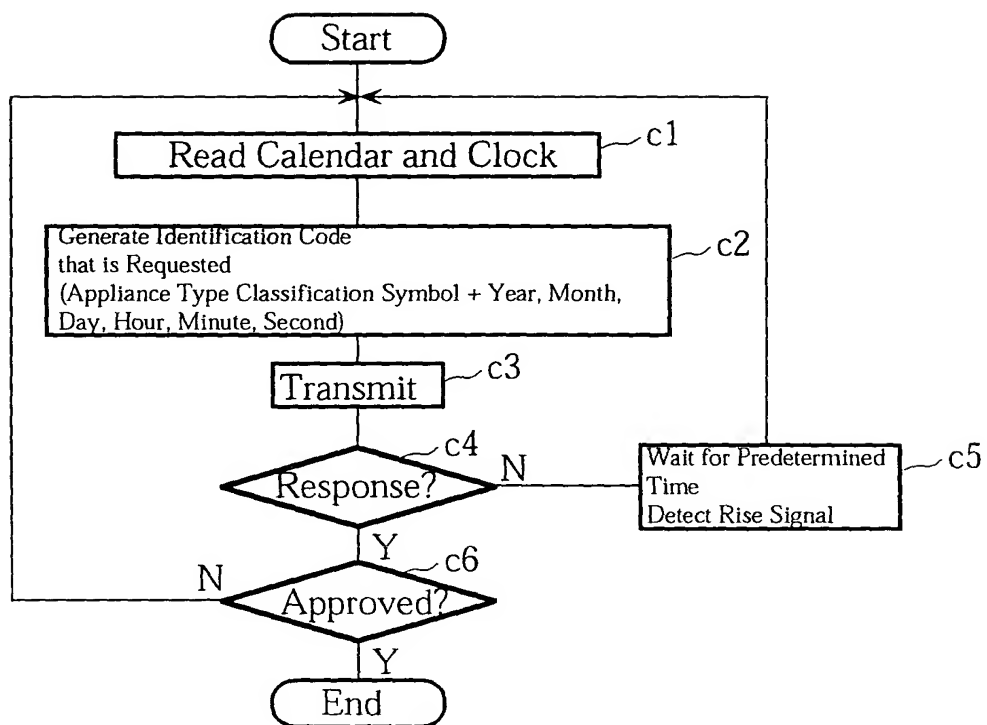 Start
Read Calendar and Clock
c1
Generate Identification Code
that is Requested
(Appliance Type Classification Symbol + Year, Month,
Day, Hour, Minute, Second)
c2
Transmit
c3
Response?
c4
N
Wait for Predetermined
Time
Detect Rise Signal
c5
Y
Approved?
c6
N
Y
End